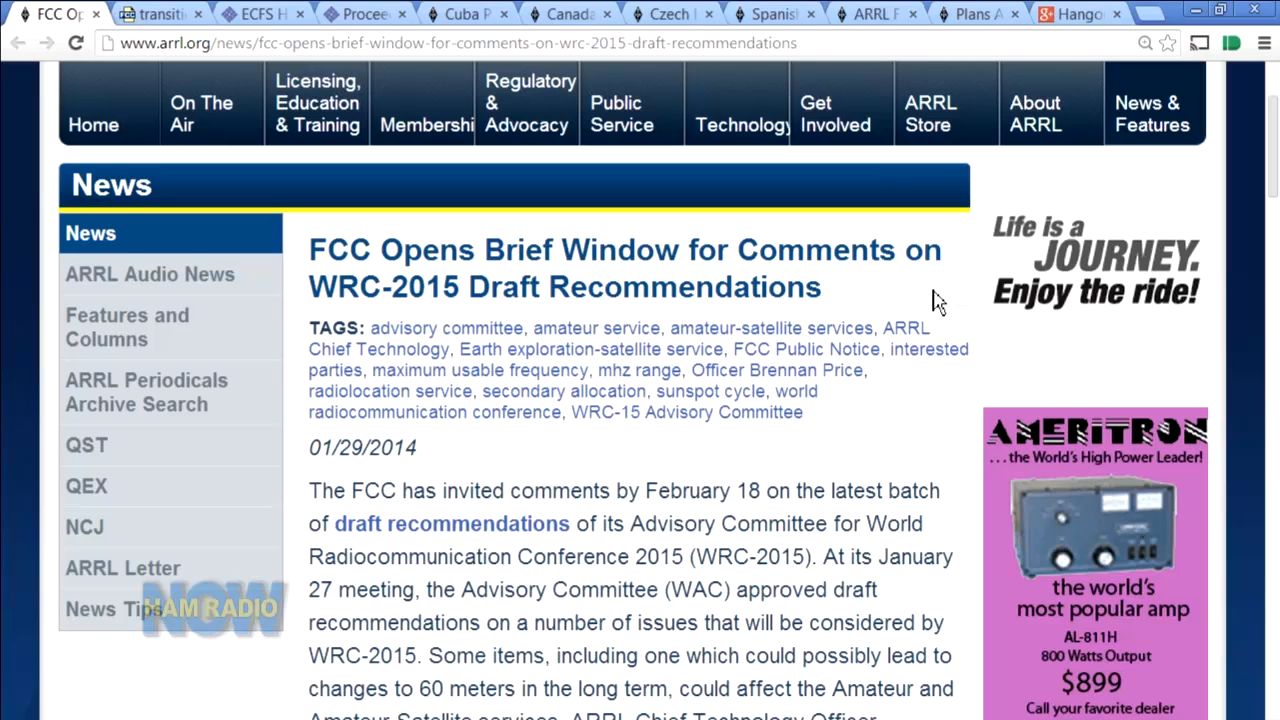 FCC Op
transiti
ECFS H
Procee
Cuba P
Canada
Czech
Spanish
ARRL F
Plans A
Hango
www.arrl.org/news/fcc-opens-brief-window-for-comments-on-wrc-2015-draft-recommendations
Home
On The
Air
Licensing,
Education
& Training
Membershi
Regulatory
&
Advocacy
Public
Service
Technology
Get
Involved
ARRL
Store
About
ARRL
News &
Features
News
News
ARRL Audio News
Features and
Columns
ARRL Periodicals
Archive Search
QST
QEX
NCJ
ARRL Letter
News Tips
HAM RADIO
NOW
FCC Opens Brief Window for Comments on
WRC-2015 Draft Recommendations
TAGS: advisory committee, amateur service, amateur-satellite services, ARRL
Chief Technology, Earth exploration-satellite service, FCC Public Notice, interested
parties, maximum usable frequency, mhz range, Officer Brennan Price,
radiolocation service, secondary allocation, sunspot cycle, world
radiocommunication conference, WRC-15 Advisory Committee
01/29/2014
The FCC has invited comments by February 18 on the latest batch
of draft recommendations of its Advisory Committee for World
Radiocommunication Conference 2015 (WRC-2015). At its January
27 meeting, the Advisory Committee (WAC) approved draft
recommendations on a number of issues that will be considered by
WRC-2015. Some items, including one which could possibly lead to
changes to 60 meters in the long term, could affect the Amateur and
Amateur Satellite services. ARRL Chief Technology Officer
Life is a
JOURNEY.
Enjoy the ride!
AMERITRON
...the World's High Power Leader!
the world's
most popular amp
AL-811H
800 Watts Output
$899
Call your favorite dealer